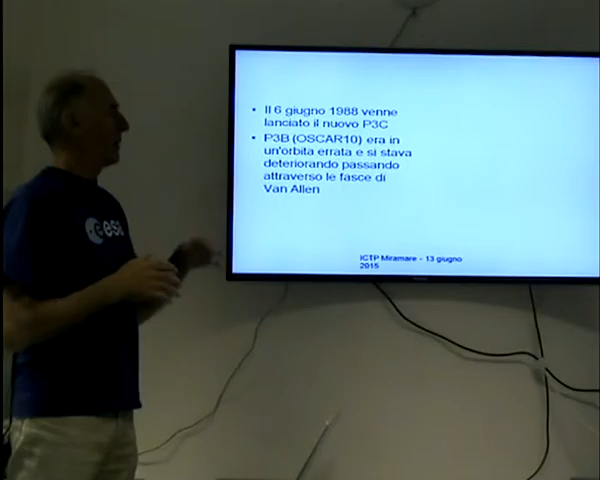 esa
• Il 6 giugno 1988 venne
lanciato il nuovo P3C
• P3B (OSCAR10) era in
un'orbita errata e si stava
deteriorando passando
attraverso le fasce di
Van Allen
ICTP Miramare - 13 giugno
2015